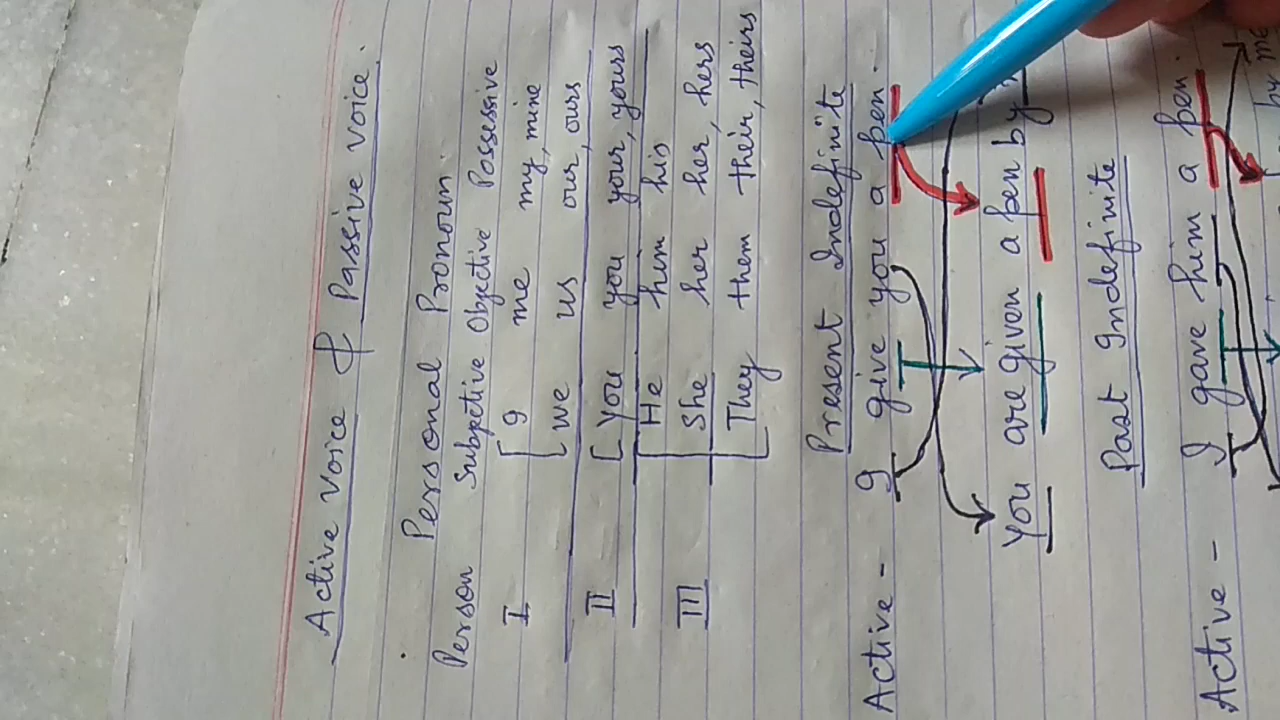 Active voice & Passive voice.
Personal Pronoun.
Person Subjective Objective Possessive
I [I me my, mine
[we us our, ours
II [You you your, yours
III [He him his
She her her, hers
[They them their, theirs
Present Indefinite
Active - I give you a pen.
You are given a pen by
Past Indefinite
Active - I gave him a pen.
by me